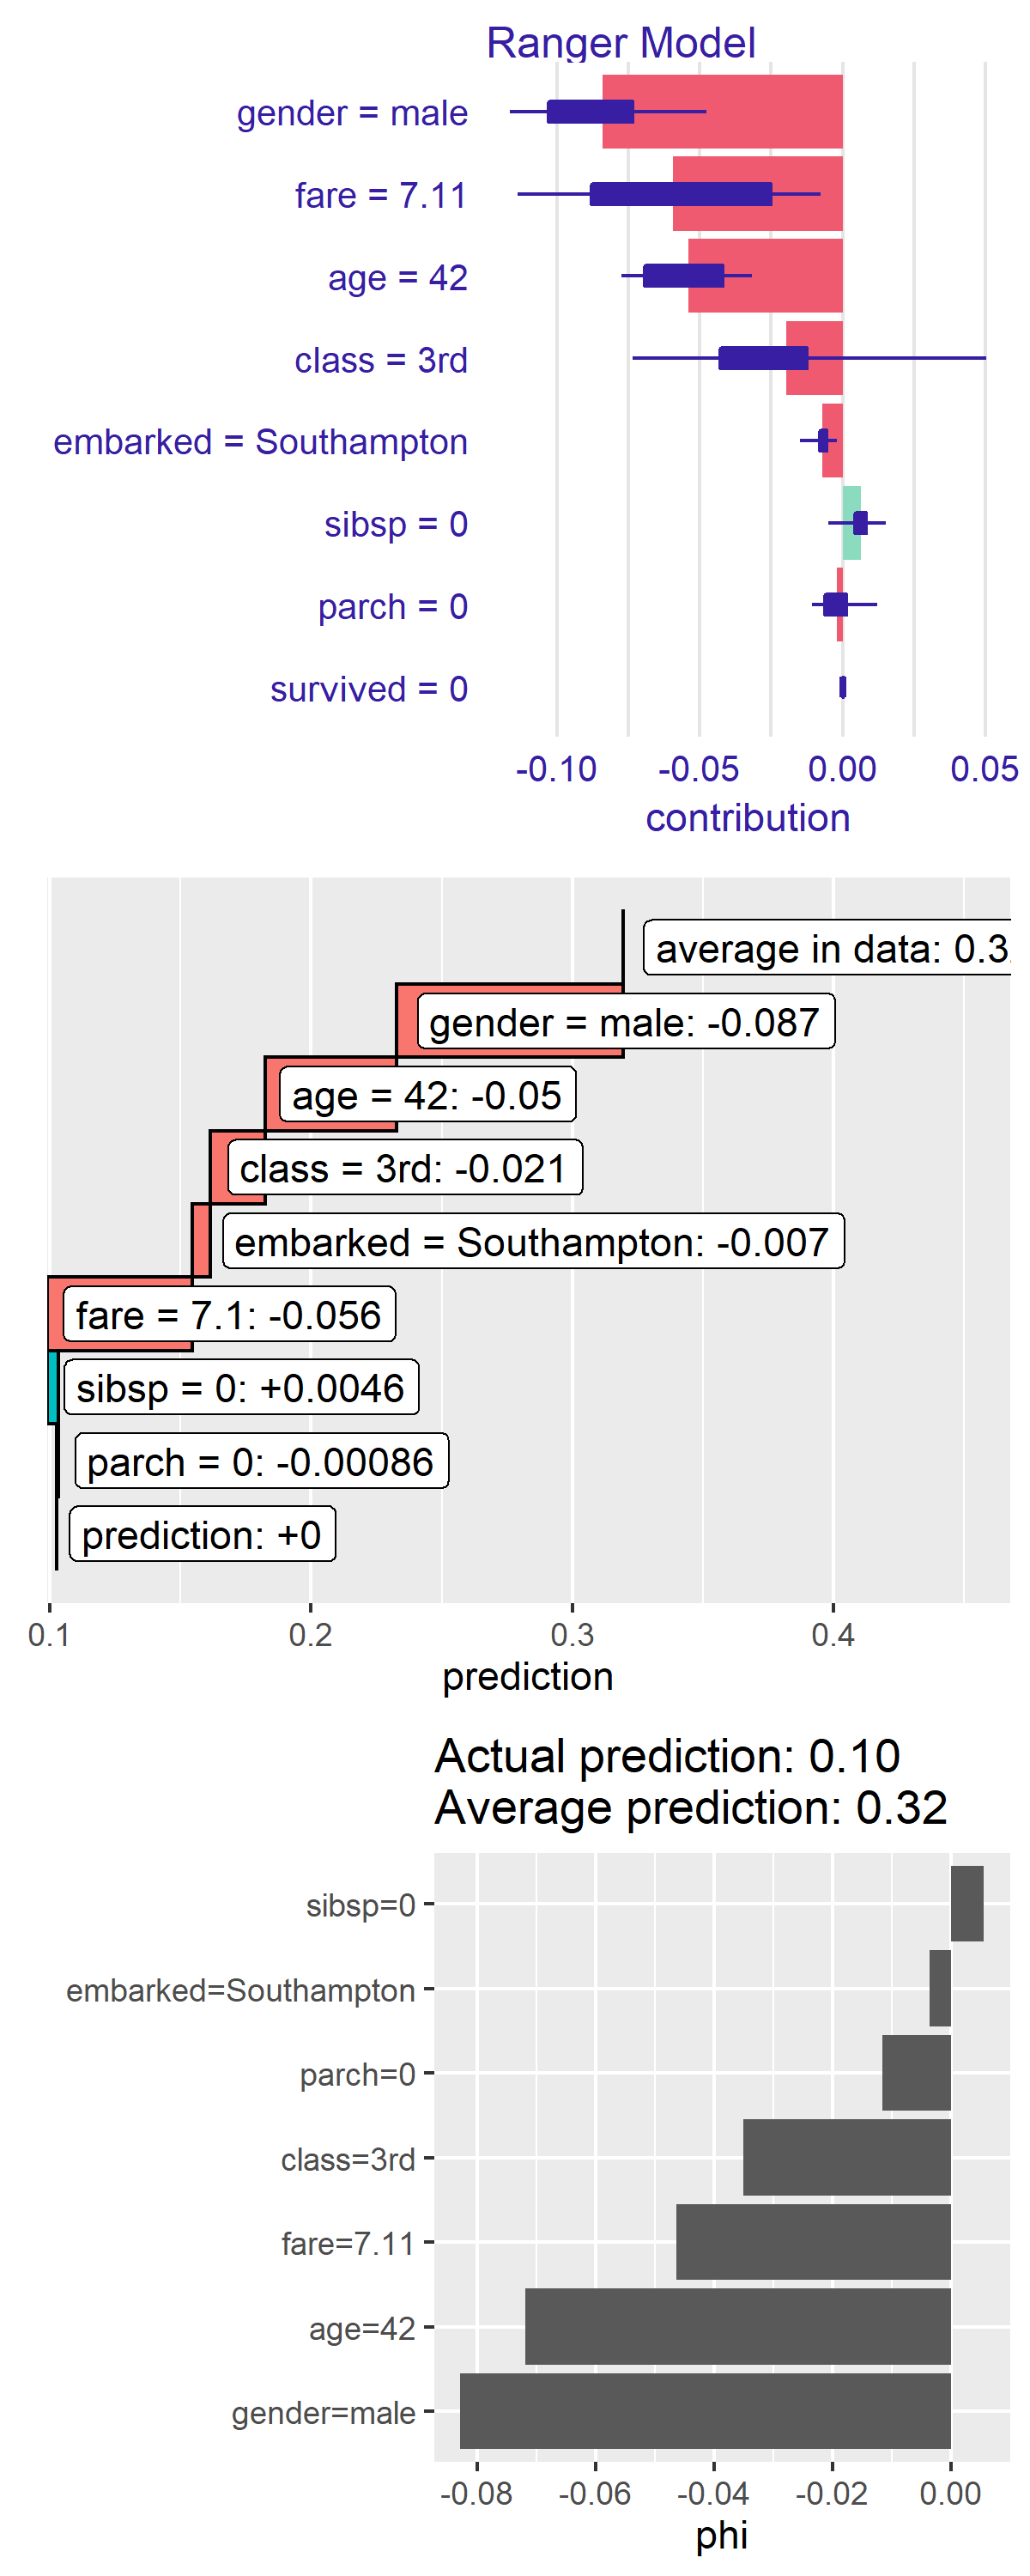 Ranger Model
gender = male
fare = 7.11
age = 42
class = 3rd
embarked = Southampton
sibsp = 0
parch = 0
survived = 0
-0.10 -0.05 0.00 0.05
contribution
average in data: 0.3
gender = male: -0.087
age = 42: -0.05
class = 3rd: -0.021
embarked = Southampton: -0.007
fare = 7.1: -0.056
sibsp = 0: +0.0046
parch = 0: -0.00086
prediction: +0
0.1 0.2 0.3 0.4
prediction
Actual prediction: 0.10
Average prediction: 0.32
sibsp=0
embarked=Southampton
parch=0
class=3rd
fare=7.11
age=42
gender=male
-0.08 -0.06 -0.04 -0.02 0.00
phi